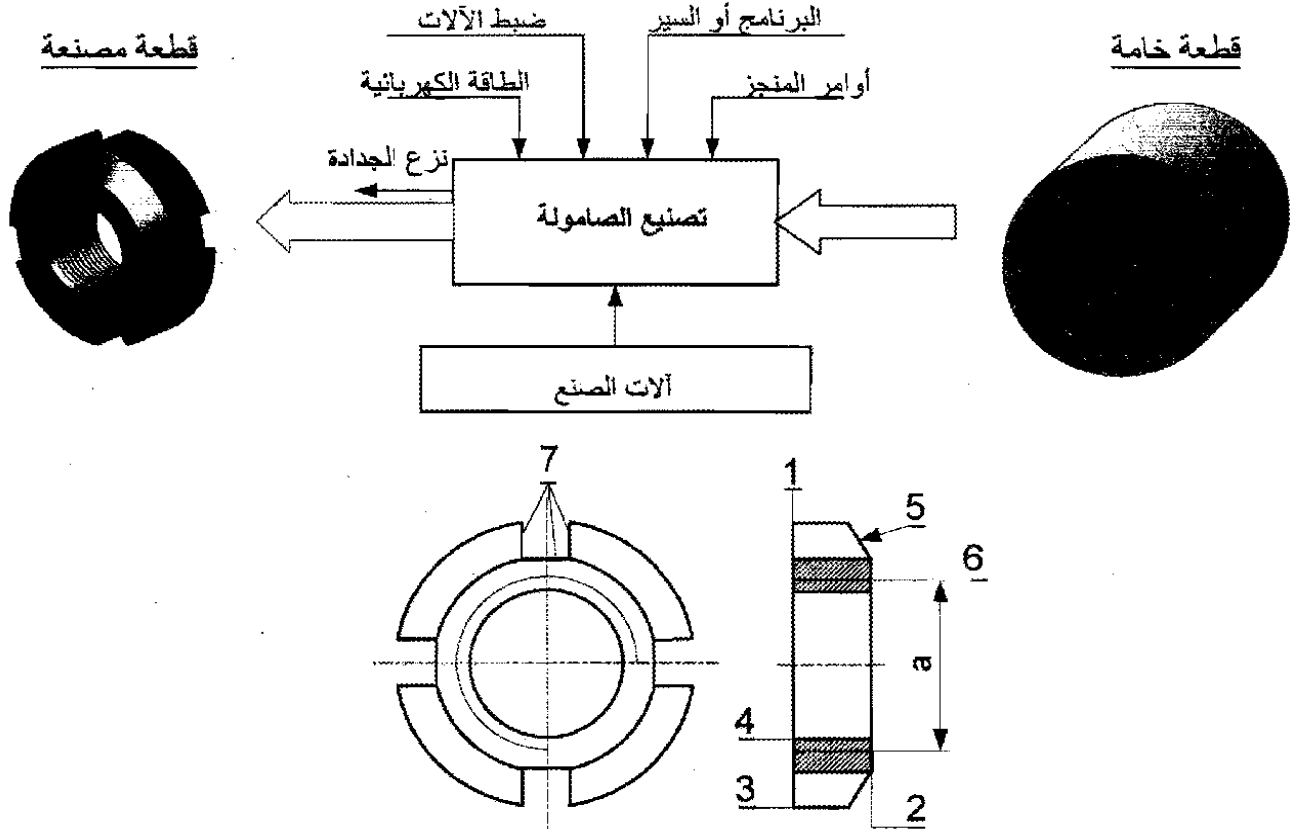 قطعة خامة
البرنامج أو السير
ضبط الآلات
قطعة مصنعة
أوامر المنجز
الطاقة الكهربائية
نزع الجدادة
تصنيع الصامولة
آلات الصنع
7
1
5
6
a
4
3
2